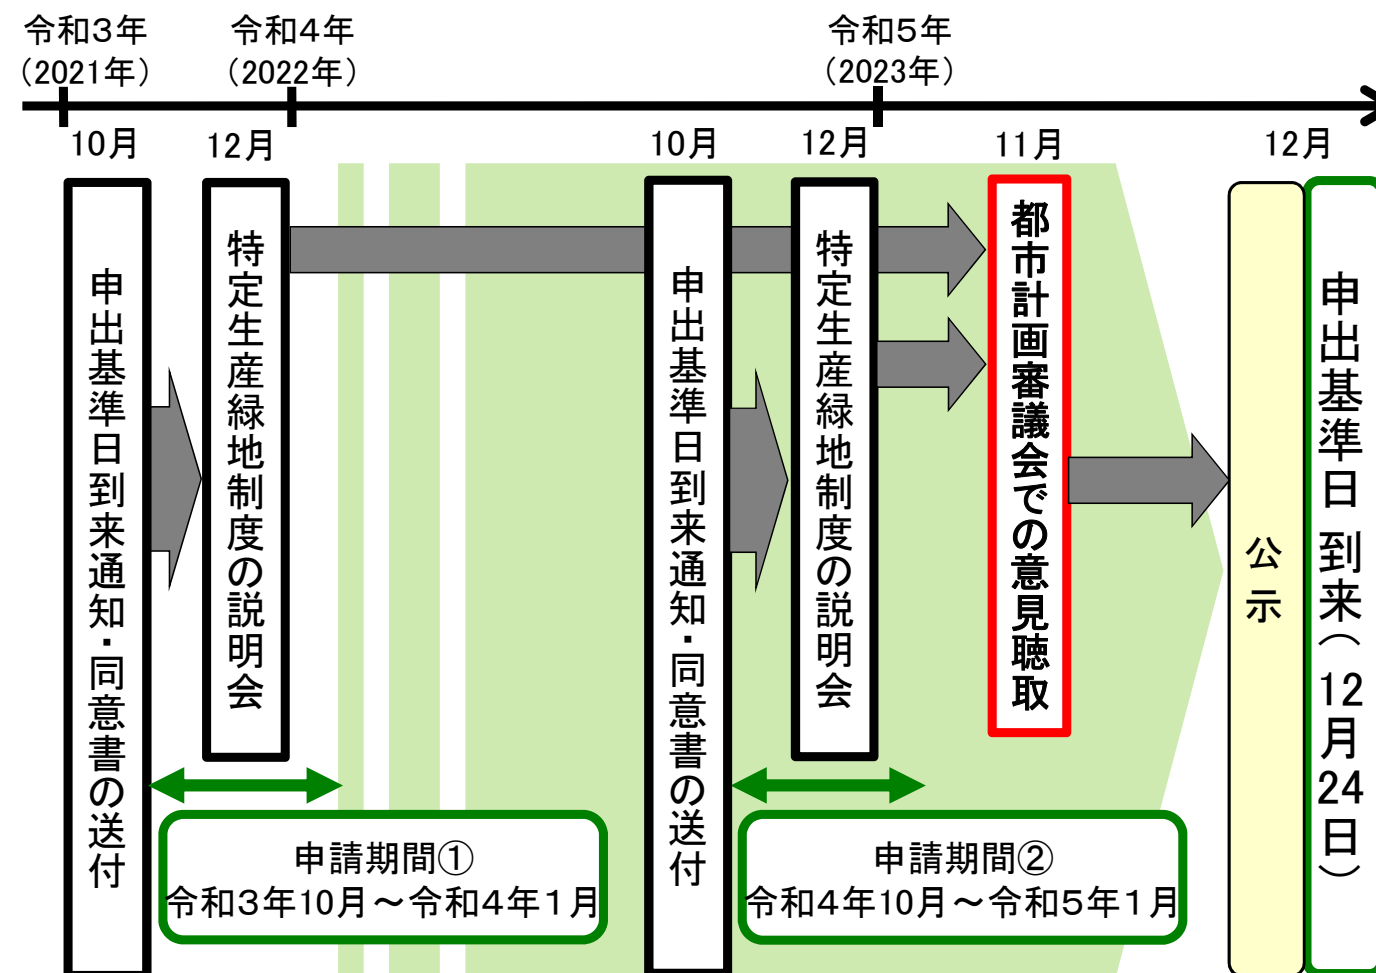 令和3年
（2021年）
令和4年
（2022年）
令和5年
（2023年）
10月
12月
10月
12月
11月
12月
申出基準日到来通知・同意書の送付
特定生産緑地制度の説明会
申出基準日到来通知・同意書の送付
特定生産緑地制度の説明会
都市計画審議会での意見聴取
公示
申出基準日 到来（12月24日）
申請期間①
令和3年10月～令和4年1月
申請期間②
令和4年10月～令和5年1月